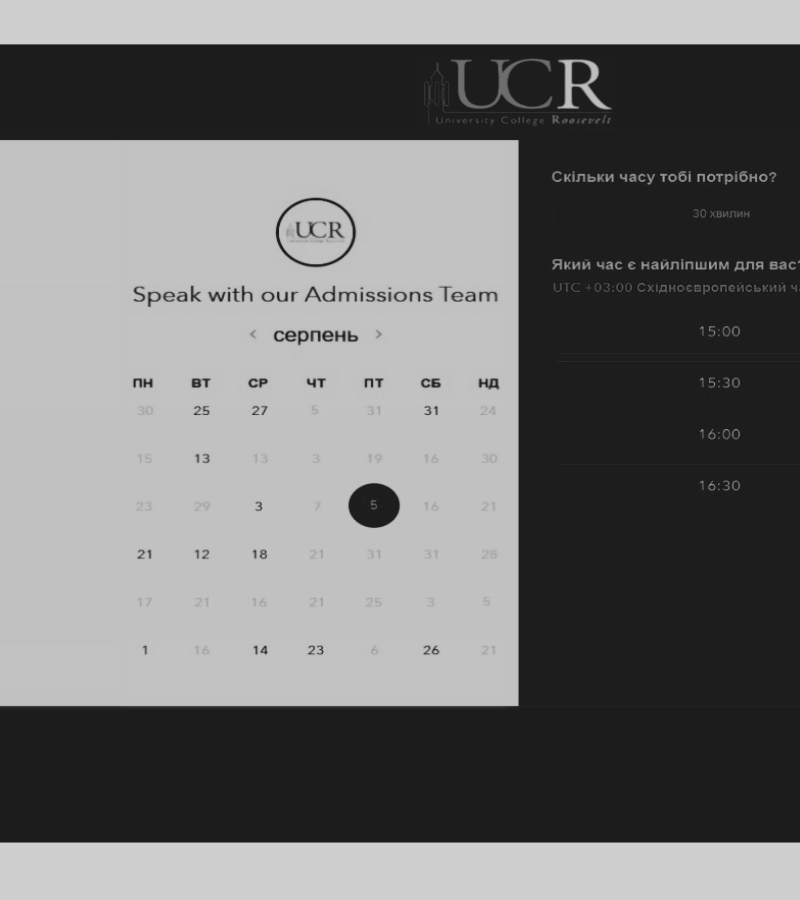 UCR
University College Roosevelt
UCR
Speak with our Admissions Team
< серпень >
ПН ВТ СР ЧТ ПТ СБ НД
30 25 27 5 31 31 24
15 13 13 3 19 16 30
23 29 3 7 5 16 21
21 12 18 21 31 31 28
17 21 16 21 25 3 5
1 16 14 23 6 26 21
Скільки часу тобі потрібно?
30 хвилин
Який час є найліпшим для вас?
UTC +03:00 Східноєвропейський
15:00
15:30
16:00
16:30